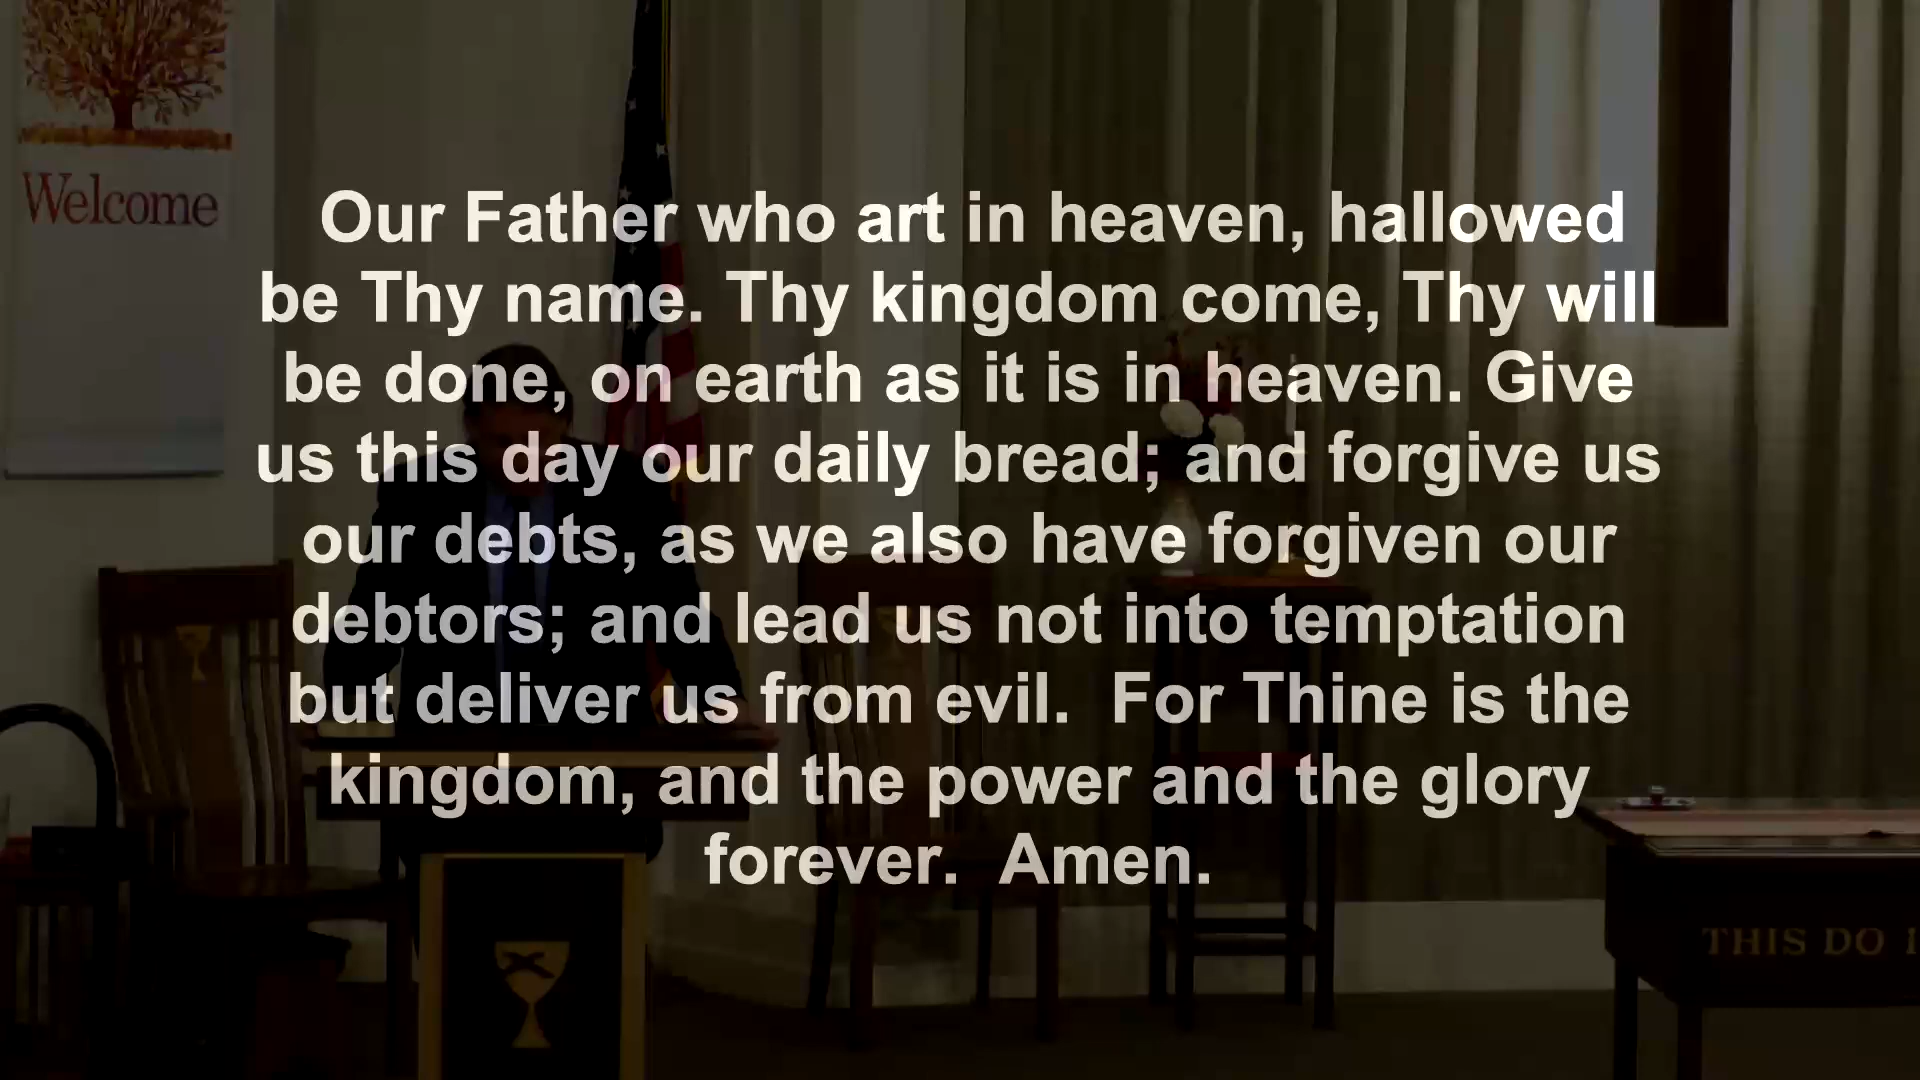 Welcome
Our Father who art in heaven, hallowed
be Thy name. Thy kingdom come, Thy will
be done, on earth as it is in heaven. Give
us this day our daily bread; and forgive us
our debts, as we also have forgiven our
debtors; and lead us not into temptation
but deliver us from evil.  For Thine is the
kingdom, and the power and the glory
forever.  Amen.
THIS DO I